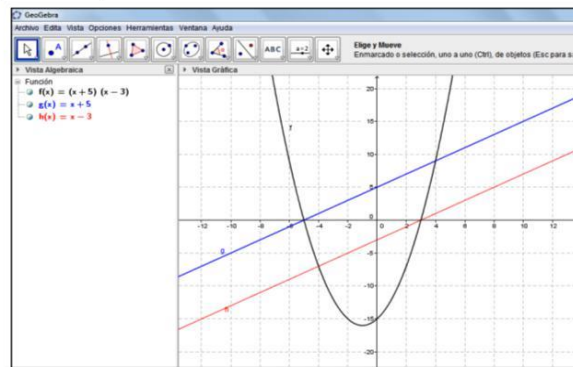 GeoGebra
Archivo Edita Vista Opciones Herramientas Ventana Ayuda
A
ABC
a=2
Elige y Mueve
Enmarcado o selección, uno a uno (Ctrl), de objetos (Esc para s
Vista Algebraica
Vista Gráfica
Función
f(x) = (x + 5) (x − 3)
g(x) = x + 5
h(x) = x − 3
20
15
f
10
5
0
-12 -10 -8 -6 -4 -2 0 2 4 6 8 10 12
g
-5
-10
h
-15
-20